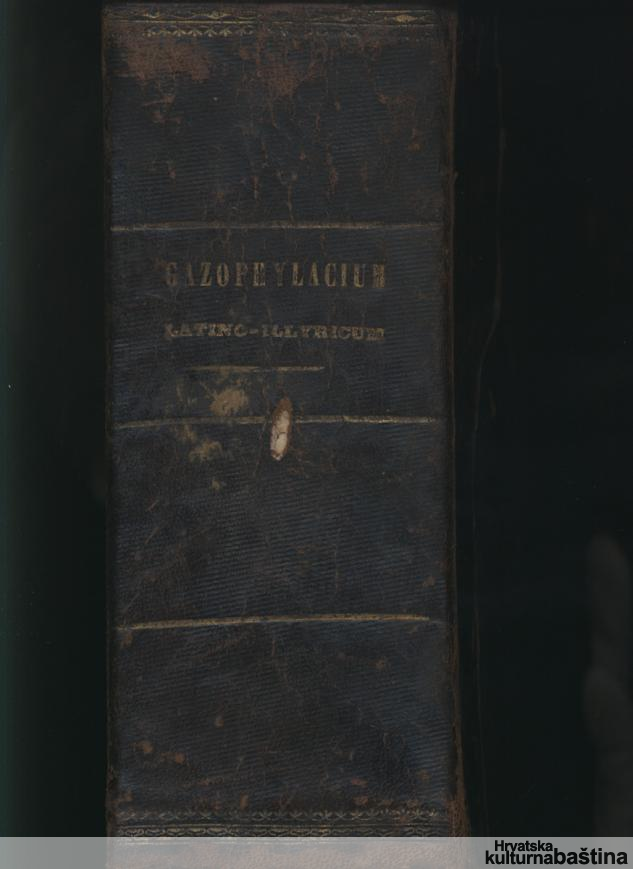 GAZOPHYLACIUM
LATINO-ILLYRICUM
Hrvatska
kulturnabaština